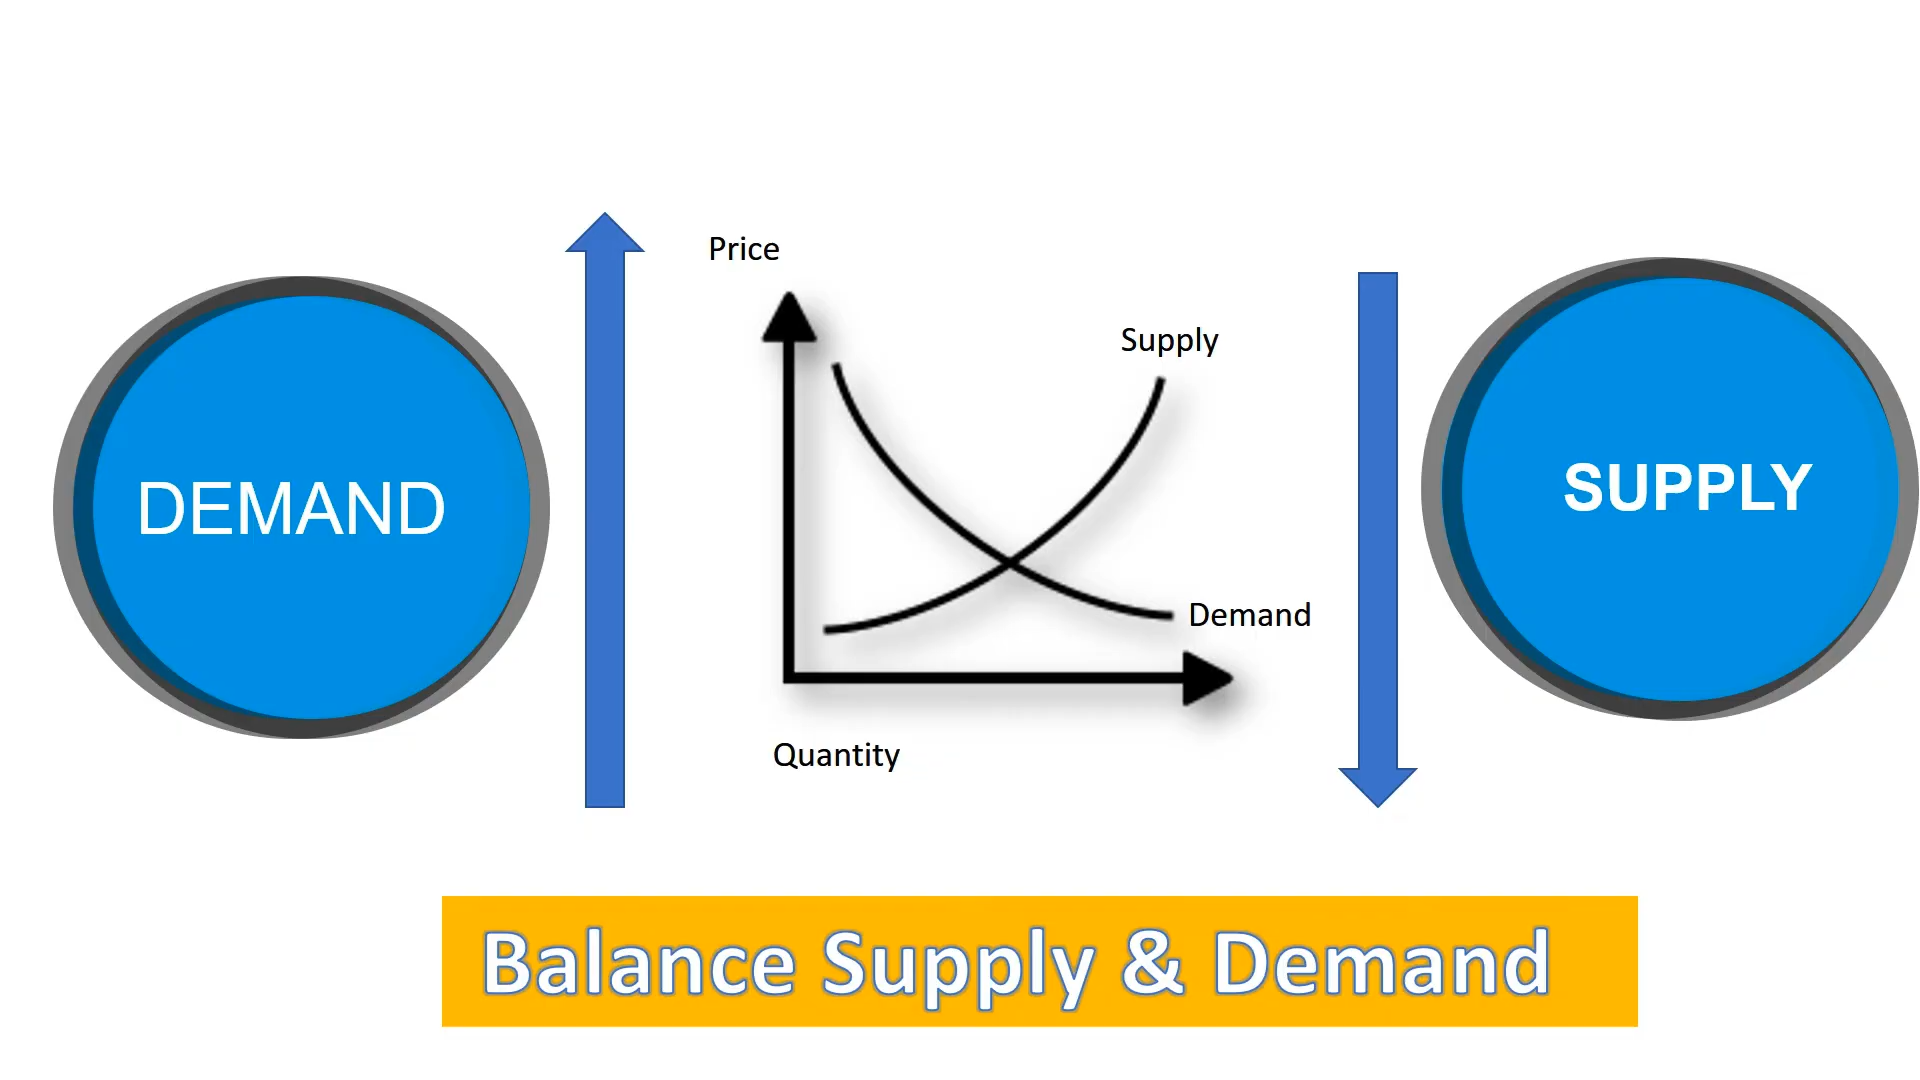 Price
Supply
DEMAND
SUPPLY
Demand
Quantity
Balance Supply & Demand